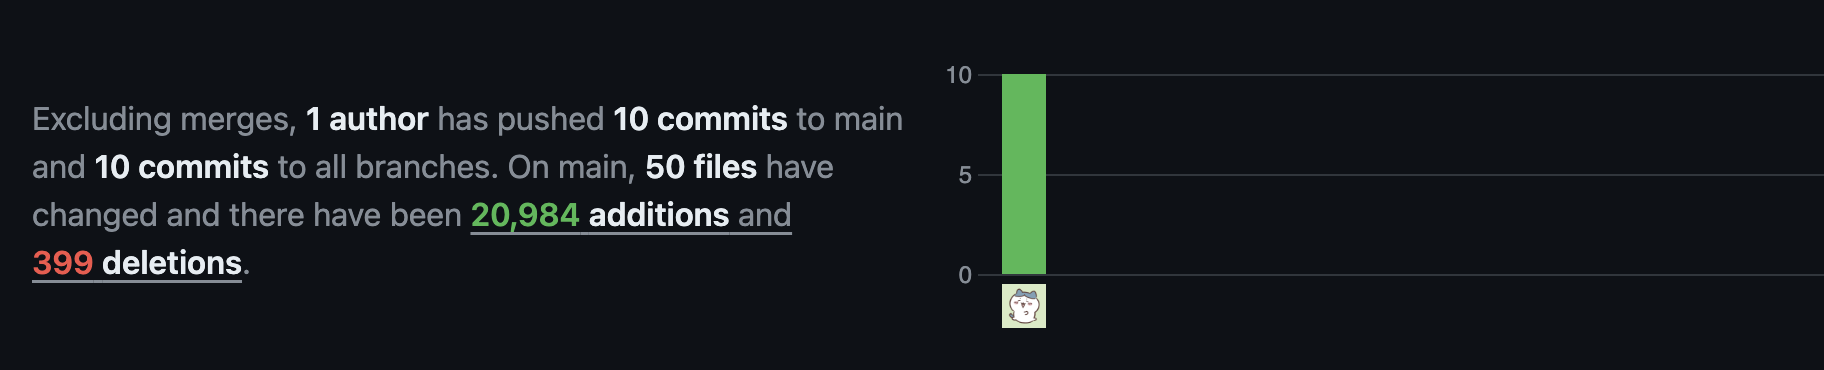 Excluding merges, 1 author has pushed 10 commits to main
and 10 commits to all branches. On main, 50 files have
changed and there have been 20,984 additions and
399 deletions.
10
5
0